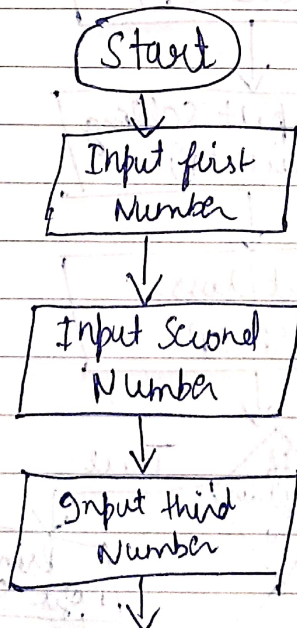 Start
Input first
Number
Input Second
Number
Input third
Number